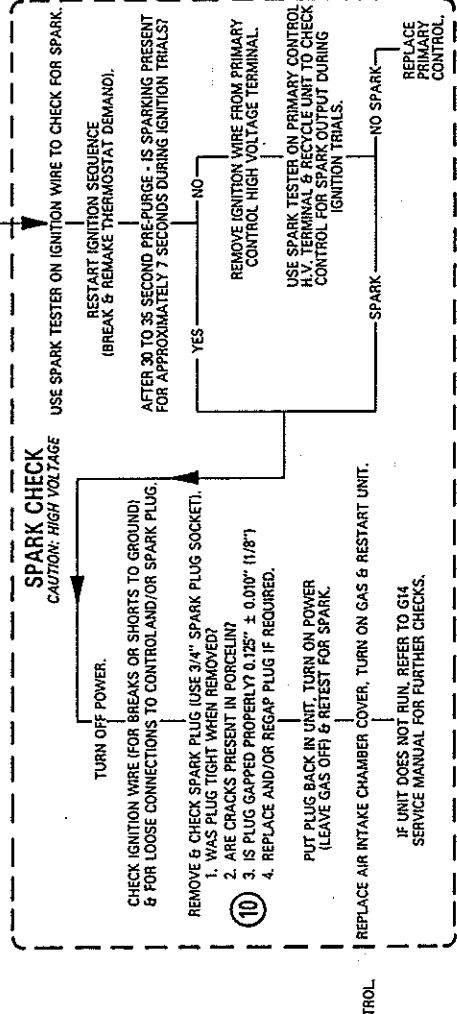 SPARK CHECK
CAUTION: HIGH VOLTAGE
USE SPARK TESTER ON IGNITION WIRE TO CHECK FOR SPARK.
RESTART IGNITION SEQUENCE
(BREAK & REMAKE THERMOSTAT DEMAND).
AFTER 30 TO 35 SECOND PRE-PURGE - IS SPARKING PRESENT
FOR APPROXIMATELY 7 SECONDS DURING IGNITION TRIALS?
YES
NO
REMOVE IGNITION WIRE FROM PRIMARY
CONTROL HIGH VOLTAGE TERMINAL.
USE SPARK TESTER ON PRIMARY CONTROL
H.V. TERMINAL & RECYCLE UNIT TO CHECK
CONTROL FOR SPARK OUTPUT DURING
IGNITION TRIALS.
SPARK
NO SPARK
REPLACE
PRIMARY
CONTROL.
TURN OFF POWER.
CHECK IGNITION WIRE (FOR BREAKS OR SHORTS TO GROUND)
& FOR LOOSE CONNECTIONS TO CONTROL AND/OR SPARK PLUG.
REMOVE & CHECK SPARK PLUG (USE 3/4" SPARK PLUG SOCKET).
1. WAS PLUG TIGHT WHEN REMOVED?
2. ARE CRACKS PRESENT IN PORCELIN?
10
3. IS PLUG GAPPED PROPERLY? 0.125" ± 0.010" (1/8")
4. REPLACE AND/OR REGAP PLUG IF REQUIRED.
PUT PLUG BACK IN UNIT, TURN ON POWER
(LEAVE GAS OFF) & RETEST FOR SPARK.
REPLACE AIR INTAKE CHAMBER COVER, TURN ON GAS & RESTART UNIT.
IF UNIT DOES NOT RUN, REFER TO G14
SERVICE MANUAL FOR FURTHER CHECKS.
TROL.